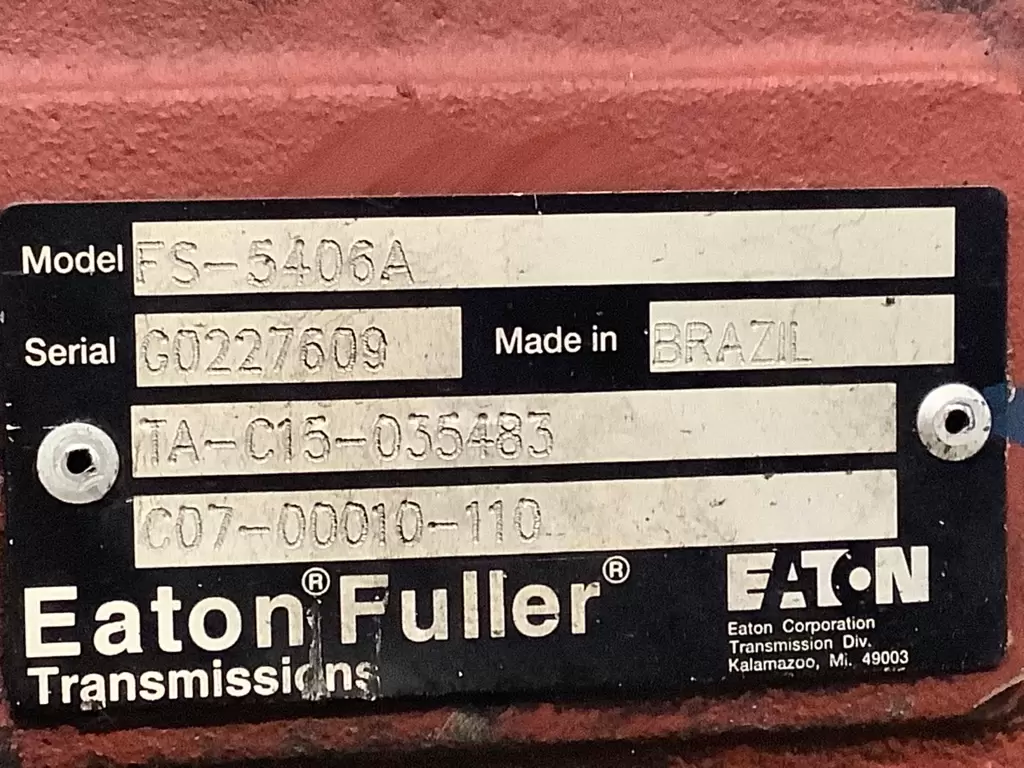 Model FS-5406A
Serial G0227609 Made in BRAZIL
TA-C15-035483
C07-00010-110
Eaton® Fuller®
Transmissions
EATON
Eaton Corporation
Transmission Div.
Kalamazoo, Mi. 49003